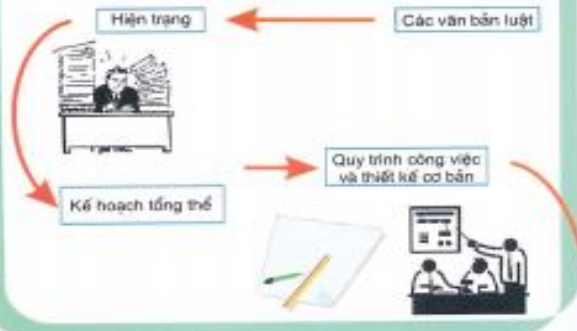 Hiện trạng
Các văn bản luật
Quy trình công việc
và thiết kế cơ bản
Kế hoạch tổng thể